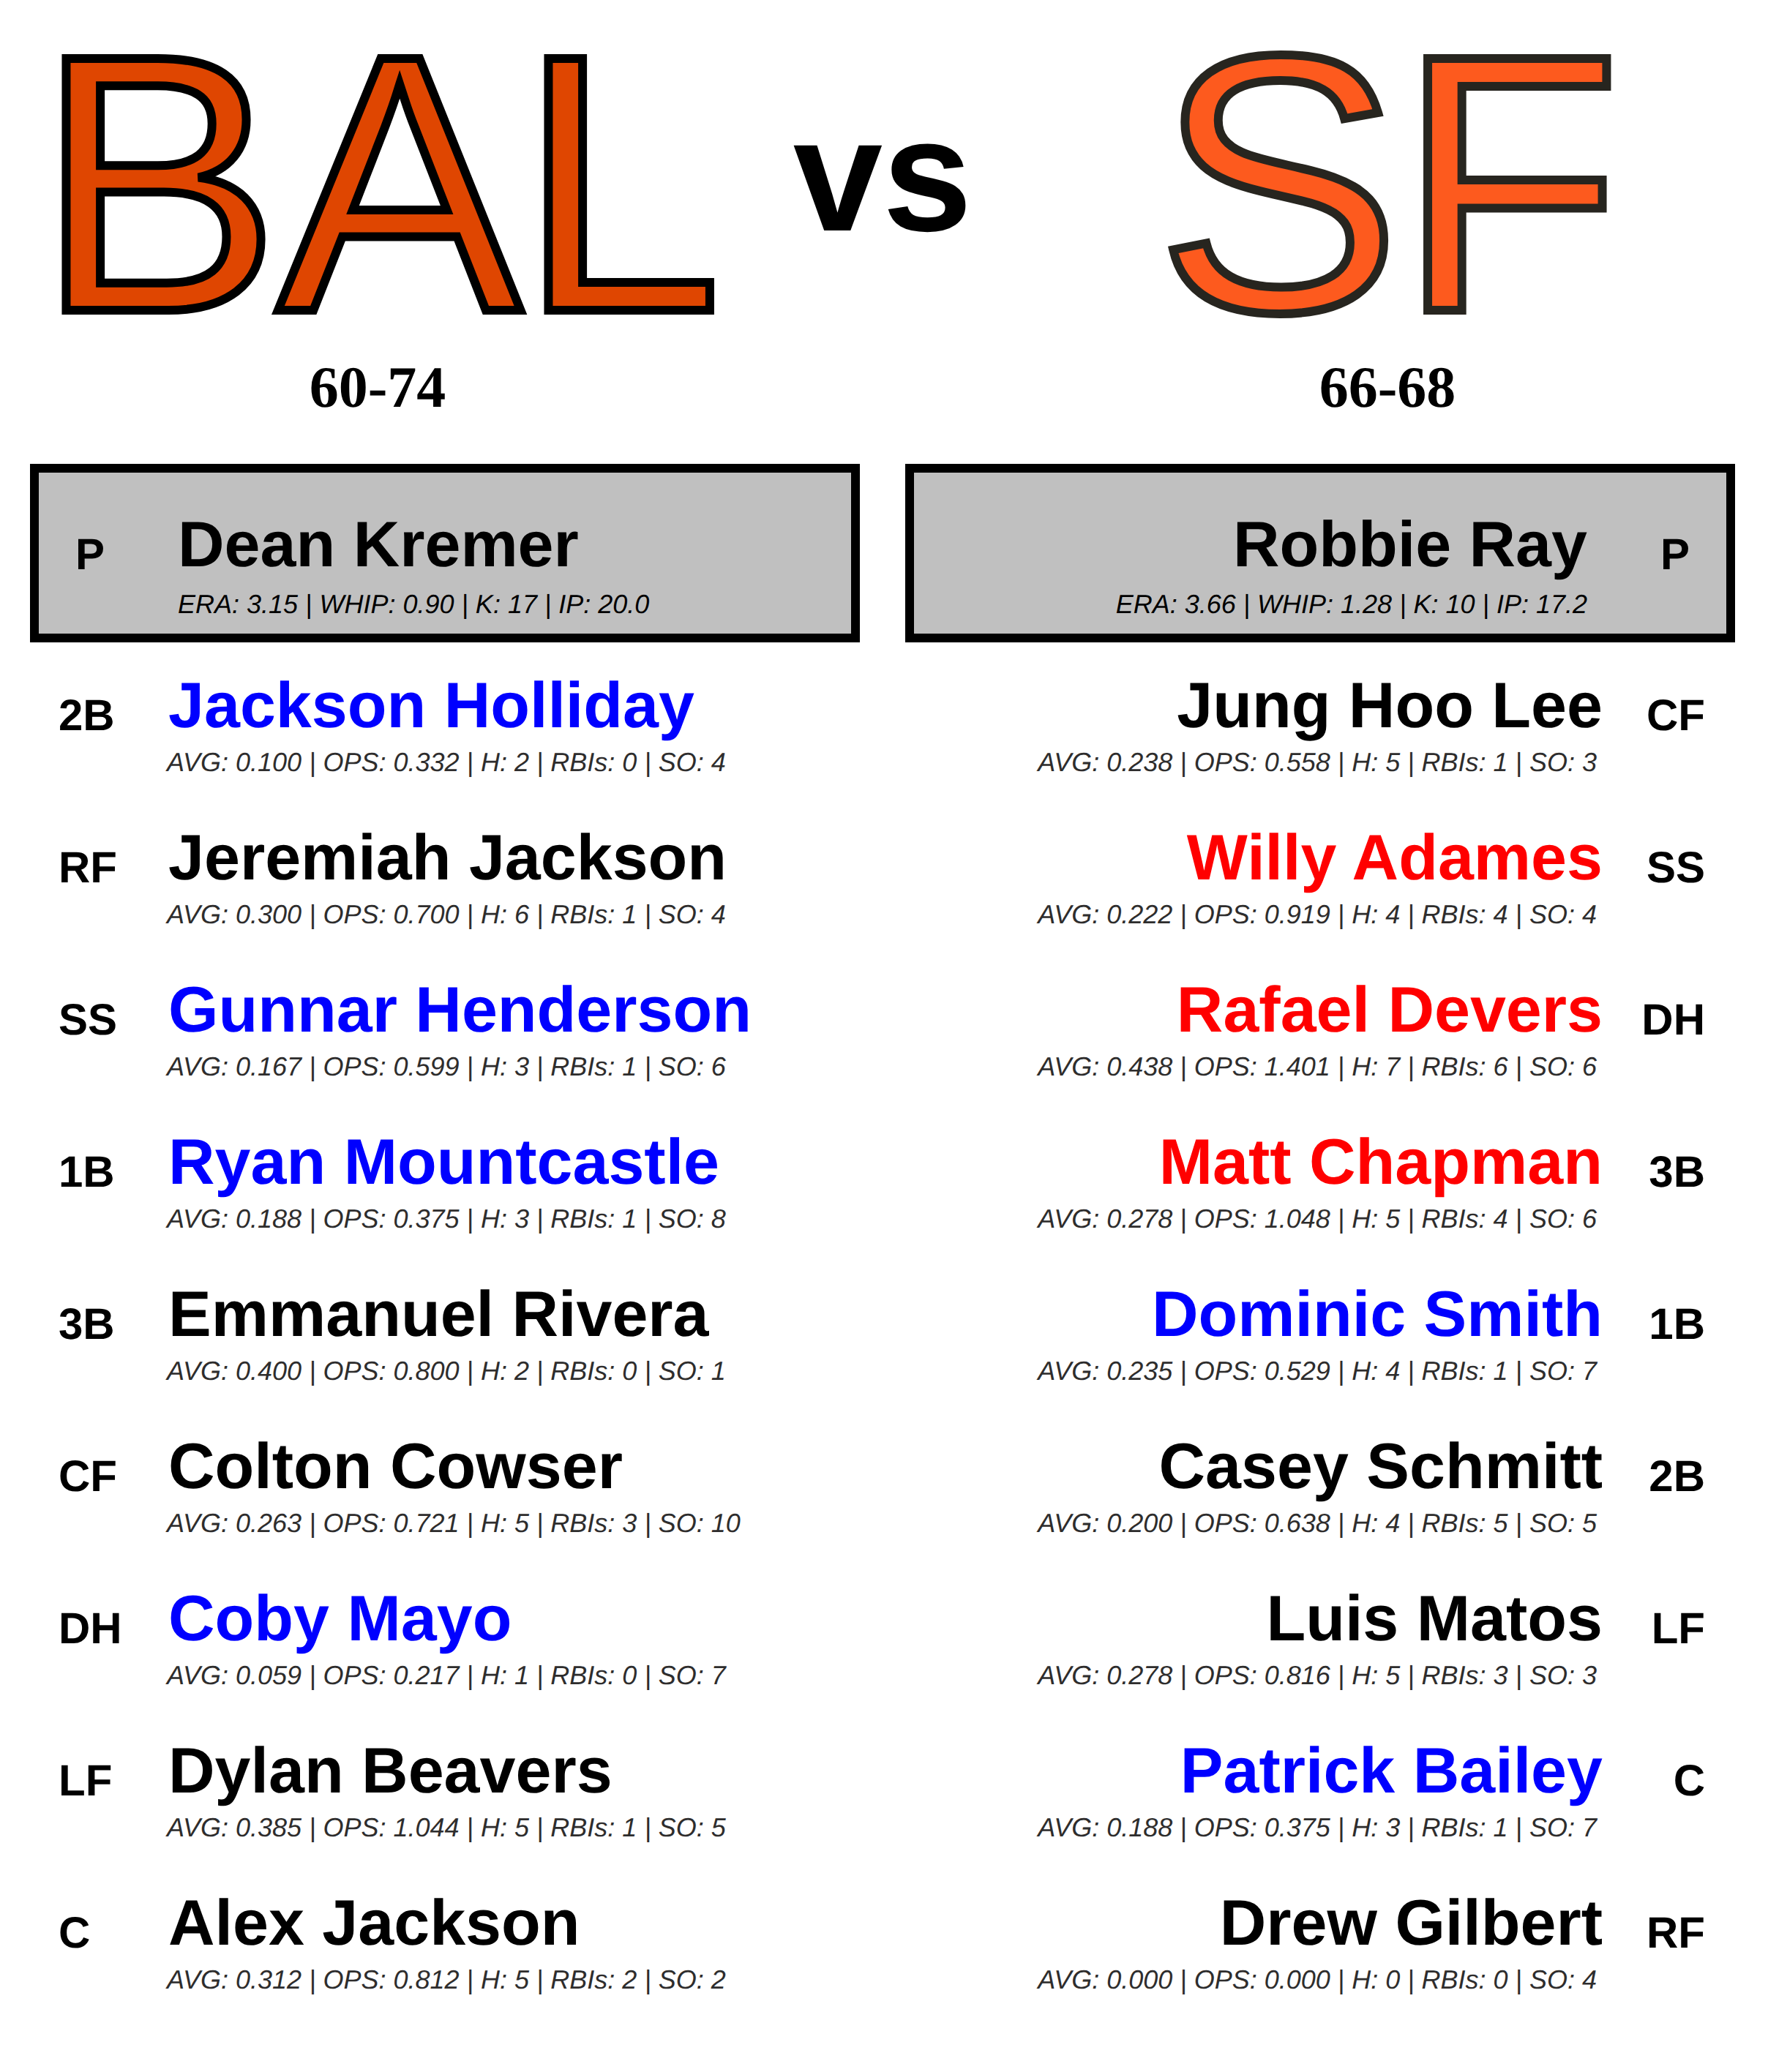 BAL vs SF
60-74 66-68
P Dean Kremer
ERA: 3.15 | WHIP: 0.90 | K: 17 | IP: 20.0
Robbie Ray P
ERA: 3.66 | WHIP: 1.28 | K: 10 | IP: 17.2
2B Jackson Holliday
AVG: 0.100 | OPS: 0.332 | H: 2 | RBIs: 0 | SO: 4
RF Jeremiah Jackson
AVG: 0.300 | OPS: 0.700 | H: 6 | RBIs: 1 | SO: 4
SS Gunnar Henderson
AVG: 0.167 | OPS: 0.599 | H: 3 | RBIs: 1 | SO: 6
1B Ryan Mountcastle
AVG: 0.188 | OPS: 0.375 | H: 3 | RBIs: 1 | SO: 8
3B Emmanuel Rivera
AVG: 0.400 | OPS: 0.800 | H: 2 | RBIs: 0 | SO: 1
CF Colton Cowser
AVG: 0.263 | OPS: 0.721 | H: 5 | RBIs: 3 | SO: 10
DH Coby Mayo
AVG: 0.059 | OPS: 0.217 | H: 1 | RBIs: 0 | SO: 7
LF Dylan Beavers
AVG: 0.385 | OPS: 1.044 | H: 5 | RBIs: 1 | SO: 5
C Alex Jackson
AVG: 0.312 | OPS: 0.812 | H: 5 | RBIs: 2 | SO: 2
Jung Hoo Lee CF
AVG: 0.238 | OPS: 0.558 | H: 5 | RBIs: 1 | SO: 3
Willy Adames SS
AVG: 0.222 | OPS: 0.919 | H: 4 | RBIs: 4 | SO: 4
Rafael Devers DH
AVG: 0.438 | OPS: 1.401 | H: 7 | RBIs: 6 | SO: 6
Matt Chapman 3B
AVG: 0.278 | OPS: 1.048 | H: 5 | RBIs: 4 | SO: 6
Dominic Smith 1B
AVG: 0.235 | OPS: 0.529 | H: 4 | RBIs: 1 | SO: 7
Casey Schmitt 2B
AVG: 0.200 | OPS: 0.638 | H: 4 | RBIs: 5 | SO: 5
Luis Matos LF
AVG: 0.278 | OPS: 0.816 | H: 5 | RBIs: 3 | SO: 3
Patrick Bailey C
AVG: 0.188 | OPS: 0.375 | H: 3 | RBIs: 1 | SO: 7
Drew Gilbert RF
AVG: 0.000 | OPS: 0.000 | H: 0 | RBIs: 0 | SO: 4